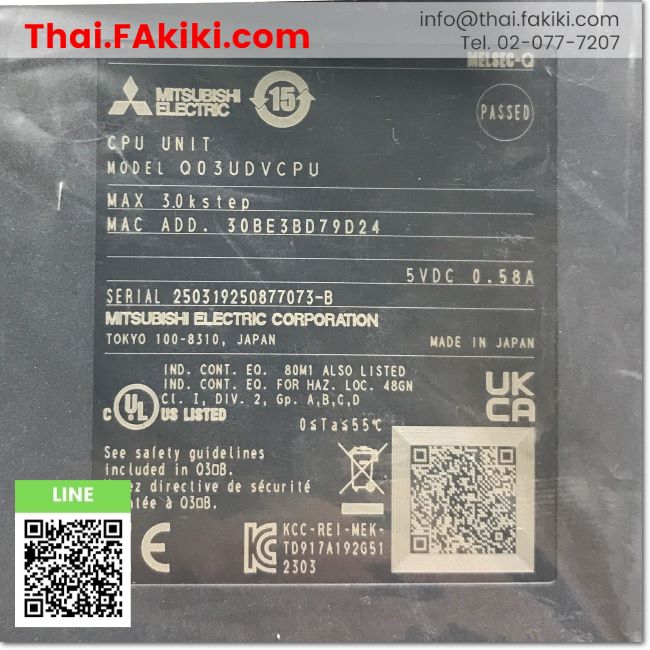 Thai.FAkiki.com
info@thai.fakiki.com
Tel. 02-077-7207
MELSEC-Q
MITSUBISHI ELECTRIC
15
PASSED
CPU UNIT
MODEL Q03UDVCPU
MAX 30kstep
MAC ADD. 30BE3BD79D24
5VDC 0.58A
SERIAL 250319250877073-B
MITSUBISHI ELECTRIC CORPORATION
TOKYO 100-8310, JAPAN MADE IN JAPAN
IND. CONT. EQ. 80M1 ALSO LISTED
IND. CONT. EQ. FOR HAZ. LOC. 48GN
Cl. I, DIV. 2, Gp. A,B,C,D
C UL US LISTED
0≤Ta≤55℃
UK
CA
See safety guidelines
included in 03□B.
directive de sécurité
à 03□B.
LINE
CE
KCC-REI-MEK-
TD917A192G51
2303